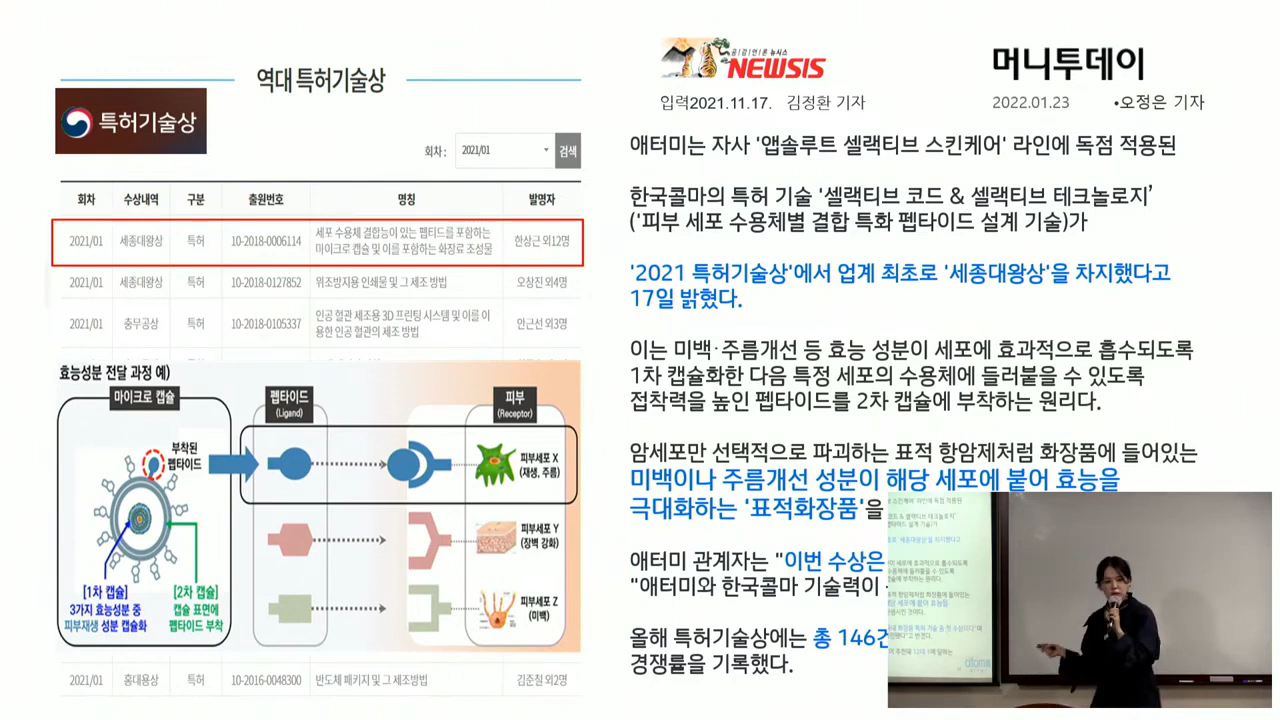 역대 특허기술상
특허기술상
회차 : 2021/01 검색
회차 수상내역 구분 출원번호 명칭 발명자
2021/01 세종대왕상 특허 10-2018-0006114 세포 수용체 결합능이 있는 펩티드를 포함하는 한상근 외12명
마이크로 캡슐 및 이를 포함하는 화장료 조성물
2021/01 세종대왕상 특허 10-2018-0127852 위조방지용 인쇄물 및 그 제조 방법 오창진 외4명
2021/01 충무공상 특허 10-2018-0105337 인공 혈관 제조용 3D 프린팅 시스템 및 이를 이 안근선 외3명
용한 인공 혈관의 제조 방법
효능성분 전달 과정 예)
마이크로 캡슐
펩타이드
(Ligand)
피부
(Receptor)
부착된
펩타이드
피부세포 X
(재생, 주름)
피부세포 Y
(장벽 강화)
피부세포 Z
(미백)
[1차 캡슐]
3가지 효능성분 중
피부재생 성분 캡슐화
[2차 캡슐]
캡슐 표면에
펩타이드 부착
2021/01 홍대용상 특허 10-2016-0048300 반도체 패키지 및 그 제조방법 김준철 외2명
공감언론 뉴시스
NEWSIS
머니투데이
입력2021.11.17. 김정환 기자
2022.01.23 •오정은 기자
애터미는 자사 '앱솔루트 셀랙티브 스킨케어' 라인에 독점 적용된
한국콜마의 특허 기술 '셀랙티브 코드 & 셀랙티브 테크놀로지’
('피부 세포 수용체별 결합 특화 펩타이드 설계 기술)가
'2021 특허기술상'에서 업계 최초로 '세종대왕상'을 차지했다고
17일 밝혔다.
이는 미백·주름개선 등 효능 성분이 세포에 효과적으로 흡수되도록
1차 캡슐화한 다음 특정 세포의 수용체에 들러붙을 수 있도록
접착력을 높인 펩타이드를 2차 캡슐에 부착하는 원리다.
암세포만 선택적으로 파괴하는 표적 항암제처럼 화장품에 들어있는
미백이나 주름개선 성분이 해당 세포에 붙어 효능을
극대화하는 '표적화장품'을
애터미 관계자는 "이번 수상은
"애터미와 한국콜마 기술력이
올해 특허기술상에는 총 146건
경쟁률을 기록했다.